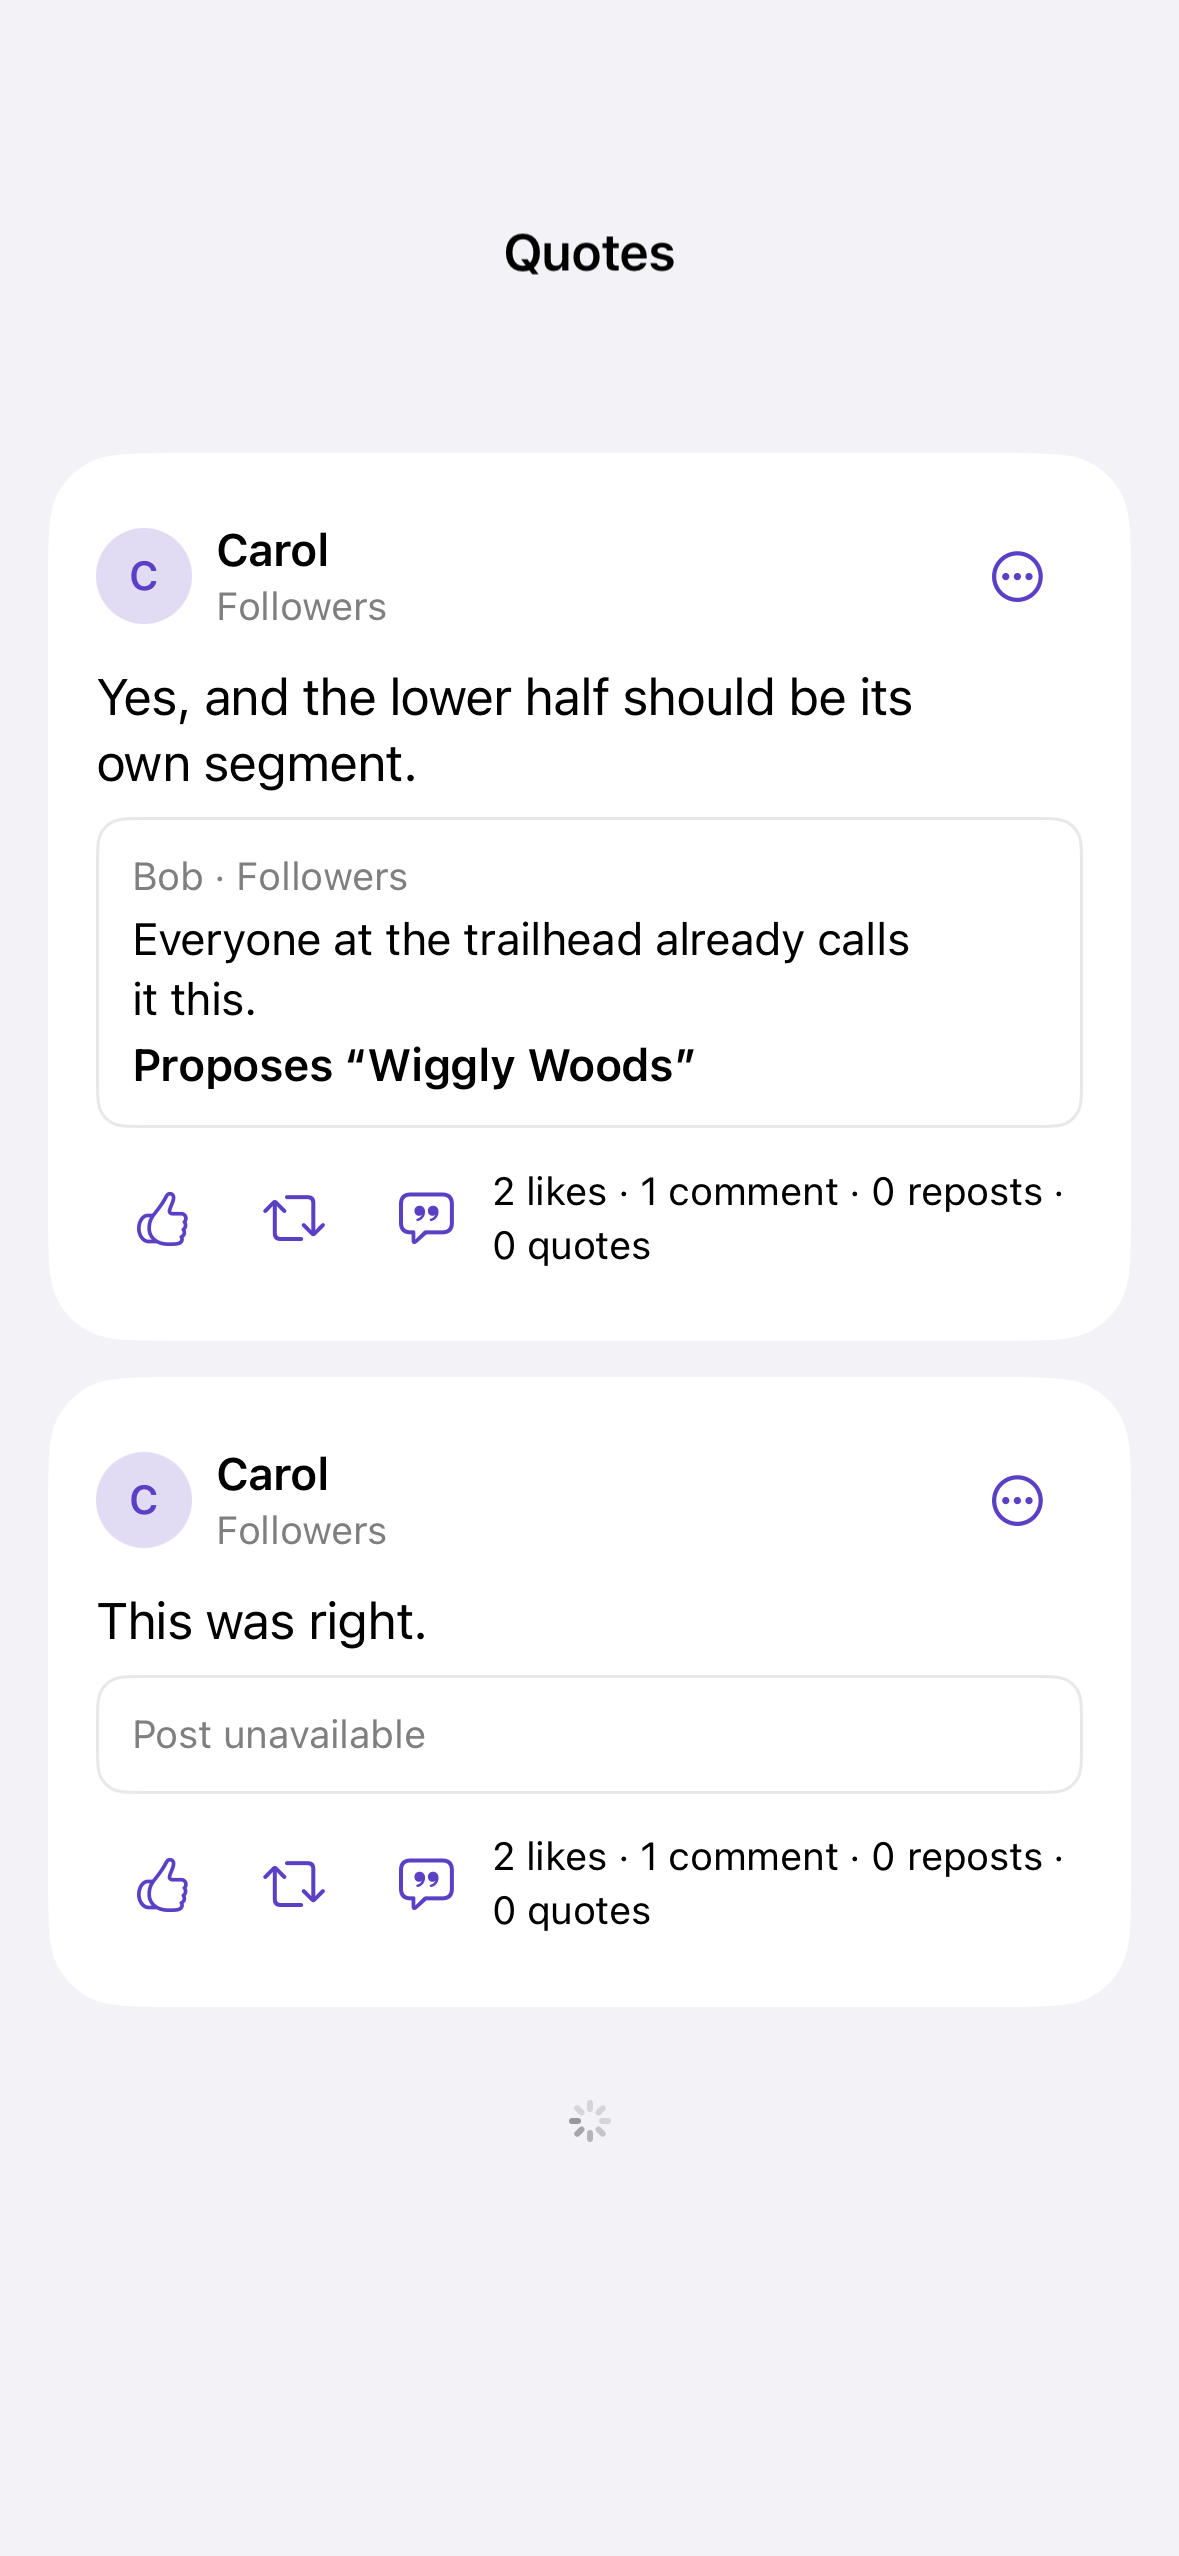 Quotes
C
Carol
Followers
Yes, and the lower half should be its
own segment.
Bob · Followers
Everyone at the trailhead already calls
it this.
Proposes “Wiggly Woods”
2 likes · 1 comment · 0 reposts ·
0 quotes
C
Carol
Followers
This was right.
Post unavailable
2 likes · 1 comment · 0 reposts ·
0 quotes